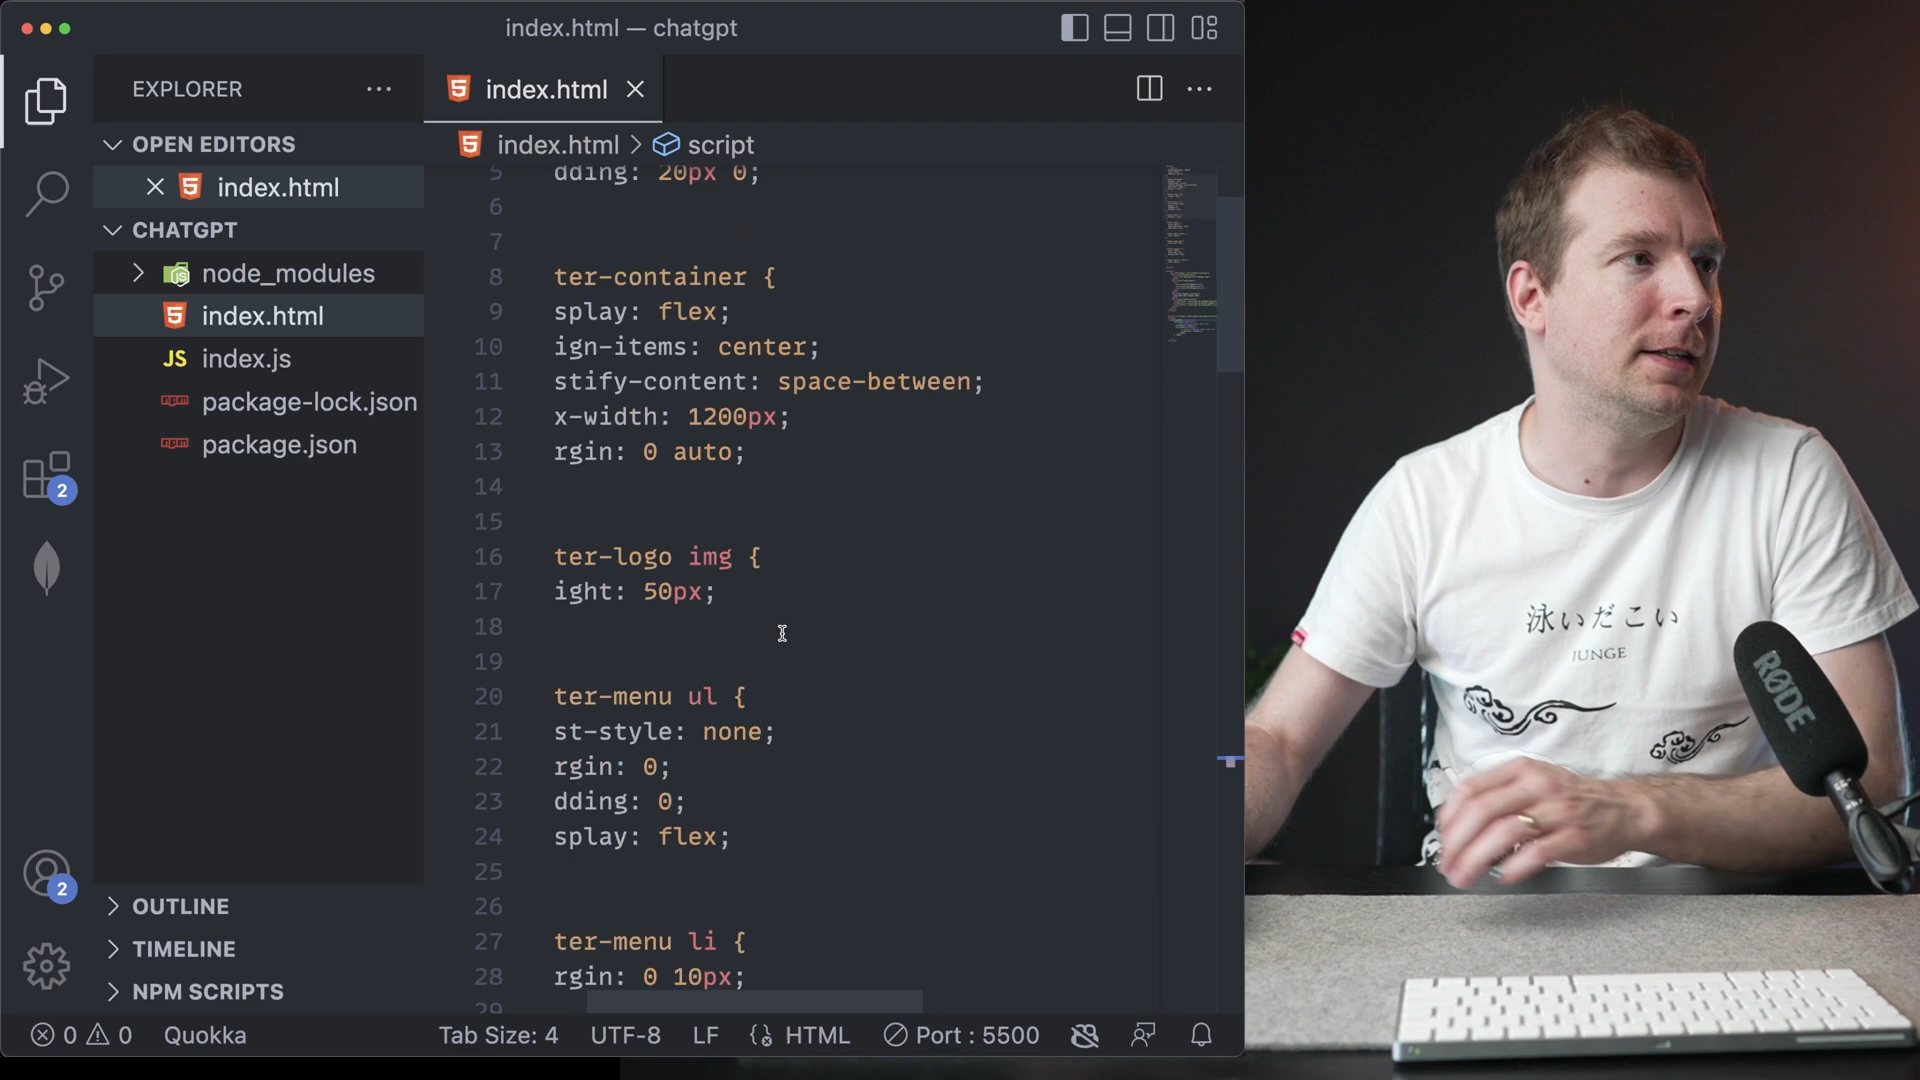 index.html — chatgpt
EXPLORER
index.html
OPEN EDITORS
index.html > script
index.html
CHATGPT
node_modules
index.html
JS index.js
package-lock.json
package.json
5 dding: 20px 0;
6
7
8 ter-container {
9 splay: flex;
10 ign-items: center;
11 stify-content: space-between;
12 x-width: 1200px;
13 rgin: 0 auto;
14
15
16 ter-logo img {
17 ight: 50px;
18
19
20 ter-menu ul {
21 st-style: none;
22 rgin: 0;
23 dding: 0;
24 splay: flex;
25
26
27 ter-menu li {
28 rgin: 0 10px;
29
2
2
OUTLINE
TIMELINE
NPM SCRIPTS
0 0 Quokka Tab Size: 4 UTF-8 LF HTML Port : 5500
泳いだこい
JUNGE
RØDE